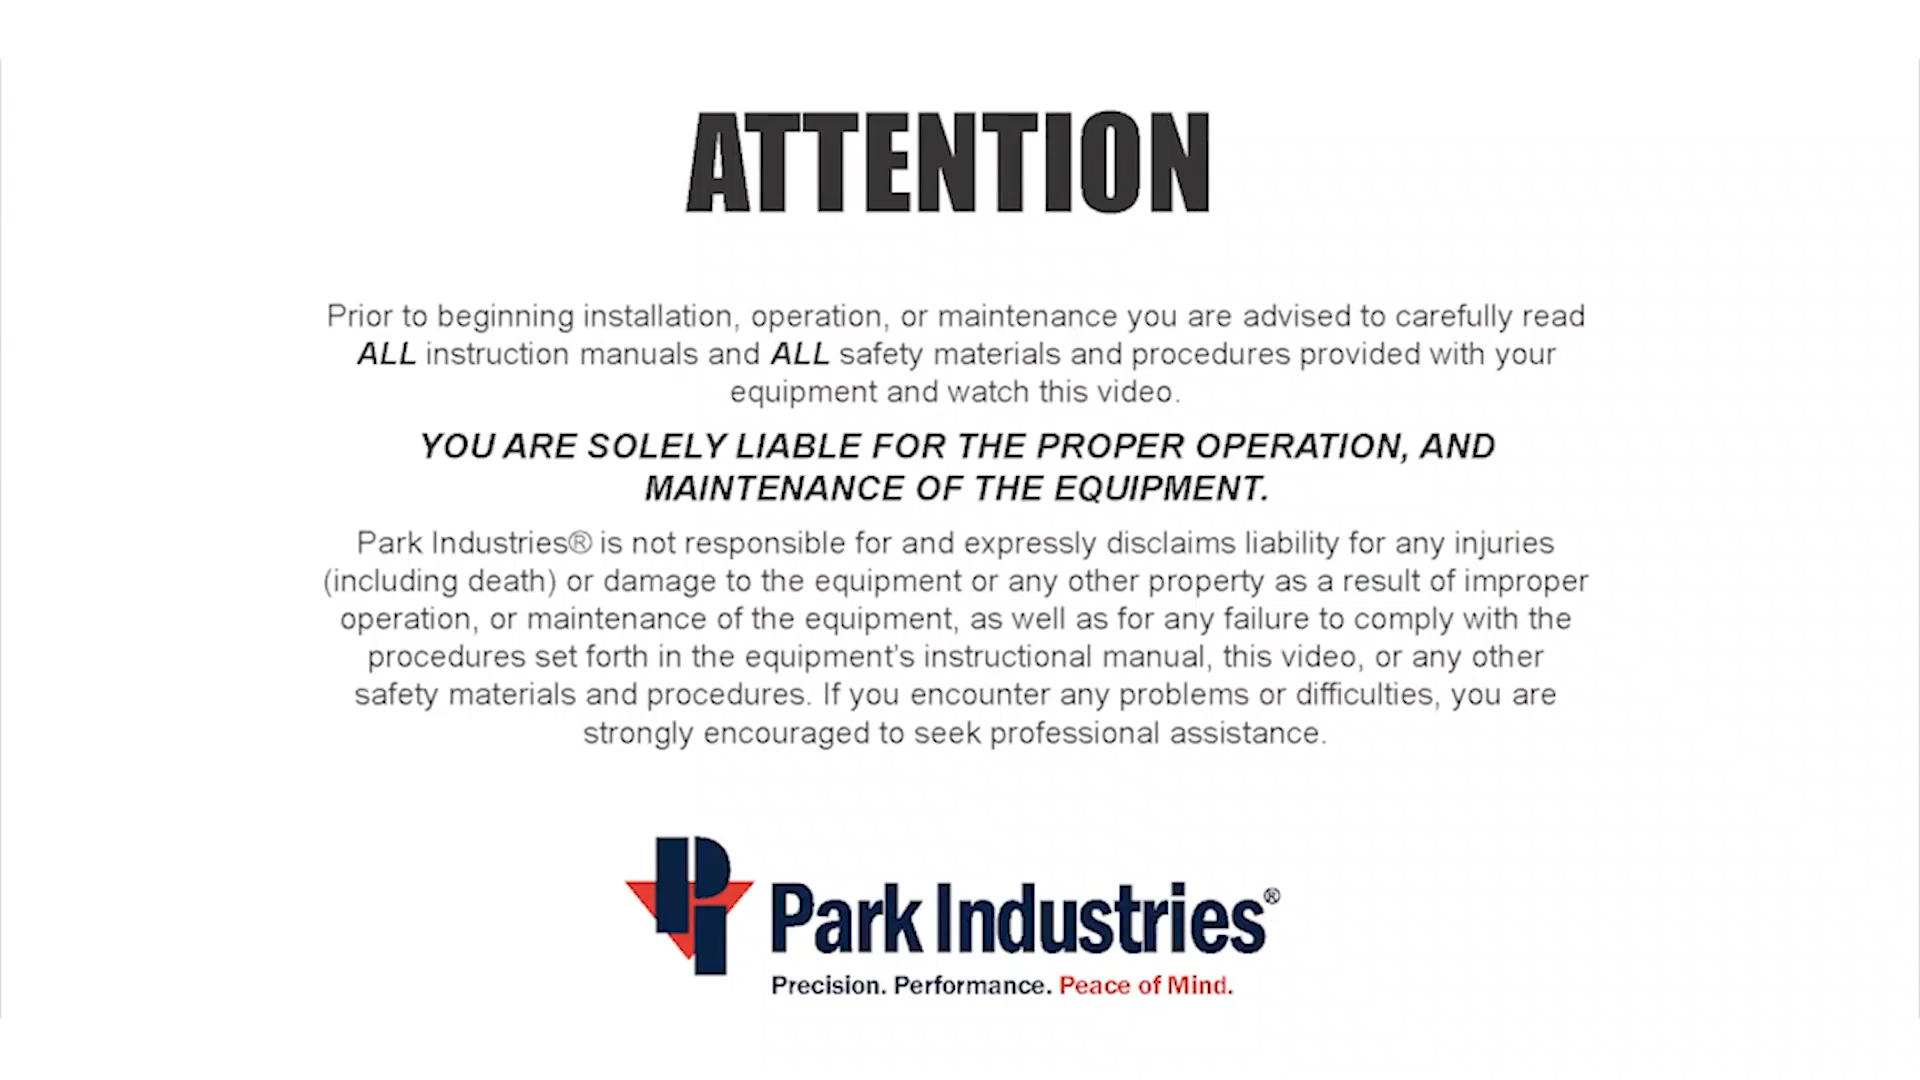 ATTENTION
Prior to beginning installation, operation, or maintenance you are advised to carefully read
ALL instruction manuals and ALL safety materials and procedures provided with your
equipment and watch this video.
YOU ARE SOLELY LIABLE FOR THE PROPER OPERATION, AND
MAINTENANCE OF THE EQUIPMENT.
Park Industries® is not responsible for and expressly disclaims liability for any injuries
(including death) or damage to the equipment or any other property as a result of improper
operation, or maintenance of the equipment, as well as for any failure to comply with the
procedures set forth in the equipment's instructional manual, this video, or any other
safety materials and procedures. If you encounter any problems or difficulties, you are
strongly encouraged to seek professional assistance.
PI Park Industries®
Precision. Performance. Peace of Mind.